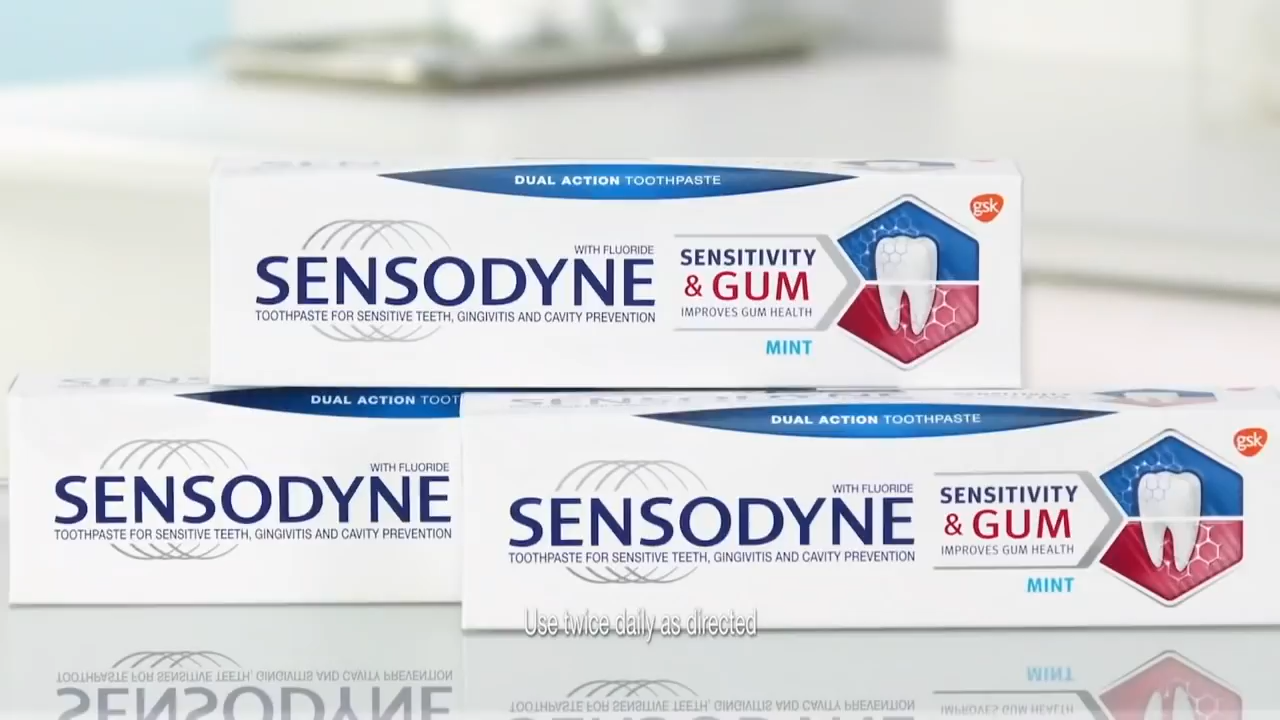 DUAL ACTION TOOTHPASTE
gsk
WITH FLUORIDE
SENSODYNE
TOOTHPASTE FOR SENSITIVE TEETH, GINGIVITIS AND CAVITY PREVENTION
SENSITIVITY
& GUM
IMPROVES GUM HEALTH
MINT
DUAL ACTION TOOT
WITH FLUORIDE
SENSODYNE
TOOTHPASTE FOR SENSITIVE TEETH, GINGIVITIS AND CAVITY PREVENTION
DUAL ACTION TOOTHPASTE
gsk
WITH FLUORIDE
SENSODYNE
TOOTHPASTE FOR SENSITIVE TEETH, GINGIVITIS AND CAVITY PREVENTION
SENSITIVITY
& GUM
IMPROVES GUM HEALTH
MINT
Use twice daily as directed